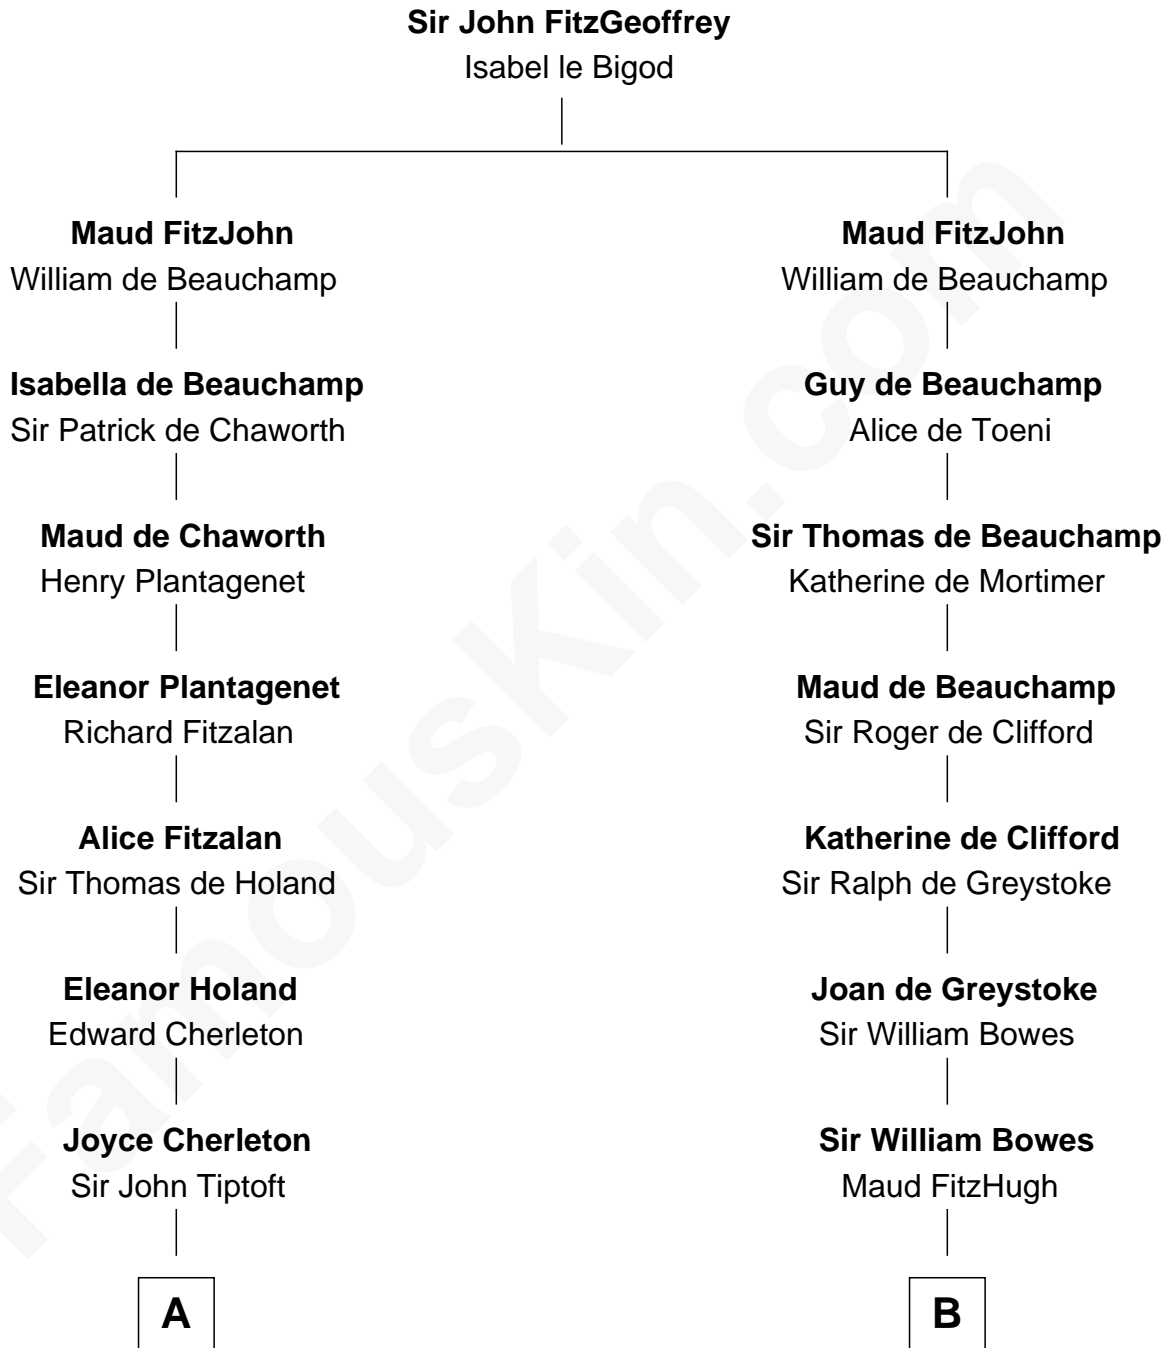 Sir John FitzGeoffrey
Isabel le Bigod
Maud FitzJohn
William de Beauchamp
Isabella de Beauchamp
Sir Patrick de Chaworth
Maud de Chaworth
Henry Plantagenet
Eleanor Plantagenet
Richard Fitzalan
Alice Fitzalan
Sir Thomas de Holand
Eleanor Holand
Edward Cherleton
Joyce Cherleton
Sir John Tiptoft
A
Maud FitzJohn
William de Beauchamp
Guy de Beauchamp
Alice de Toeni
Sir Thomas de Beauchamp
Katherine de Mortimer
Maud de Beauchamp
Sir Roger de Clifford
Katherine de Clifford
Sir Ralph de Greystoke
Joan de Greystoke
Sir William Bowes
Sir William Bowes
Maud FitzHugh
B
FamousKin.com